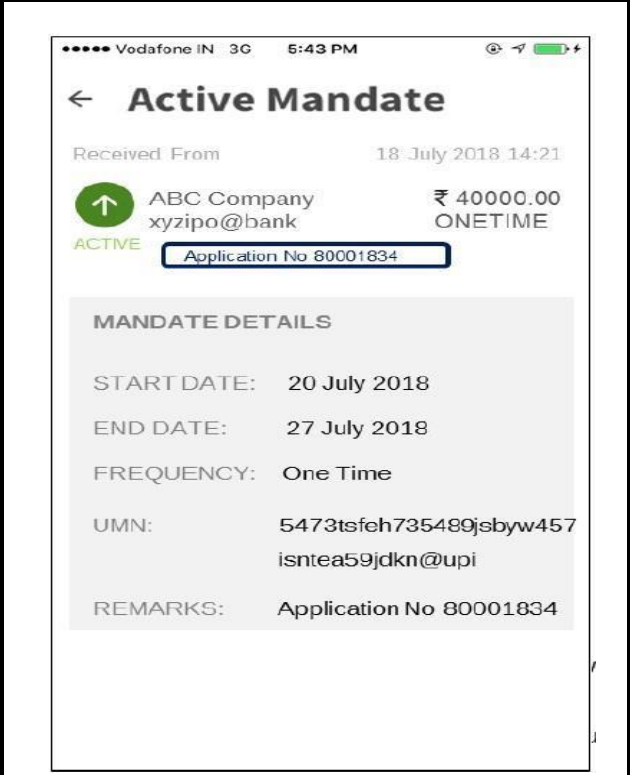 Vodafone IN 3G 5:43 PM
← Active Mandate
Received From 18 July 2018 14:21
ABC Company ₹ 40000.00
xyzipo@bank ONETIME
ACTIVE
Application No 80001834
MANDATE DETAILS
START DATE: 20 July 2018
END DATE: 27 July 2018
FREQUENCY: One Time
UMN: 5473tsfeh735489jsbyw457
isntea59jdkn@upi
REMARKS: Application No 80001834